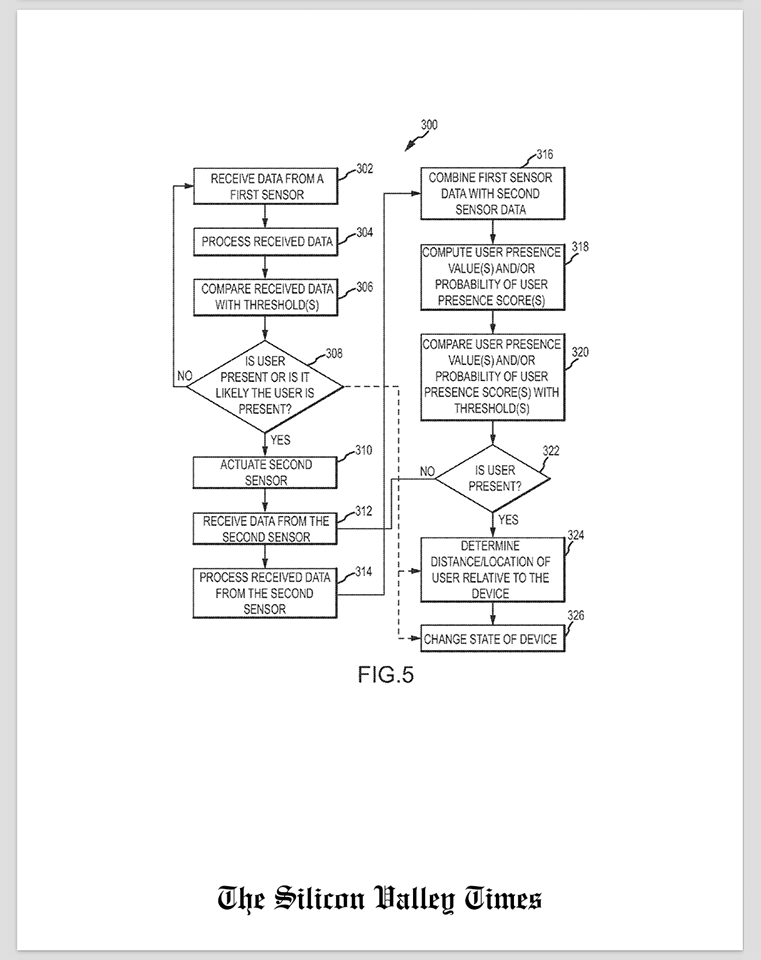 300
302
RECEIVE DATA FROM A
FIRST SENSOR
304
PROCESS RECEIVED DATA
306
COMPARE RECEIVED DATA
WITH THRESHOLD(S)
308
IS USER
PRESENT OR IS IT
LIKELY THE USER IS
PRESENT?
NO
YES
310
ACTUATE SECOND
SENSOR
312
RECEIVE DATA FROM THE
SECOND SENSOR
314
PROCESS RECEIVED DATA
FROM THE SECOND
SENSOR
316
COMBINE FIRST SENSOR
DATA WITH SECOND
SENSOR DATA
318
COMPUTE USER PRESENCE
VALUE(S) AND/OR
PROBABILITY OF USER
PRESENCE SCORE(S)
320
COMPARE USER PRESENCE
VALUE(S) AND/OR
PROBABILITY OF USER
PRESENCE SCORE(S) WITH
THRESHOLD(S)
322
IS USER
PRESENT?
NO
YES
324
DETERMINE
DISTANCE/LOCATION OF
USER RELATIVE TO THE
DEVICE
326
CHANGE STATE OF DEVICE
FIG.5
The Silicon Valley Times